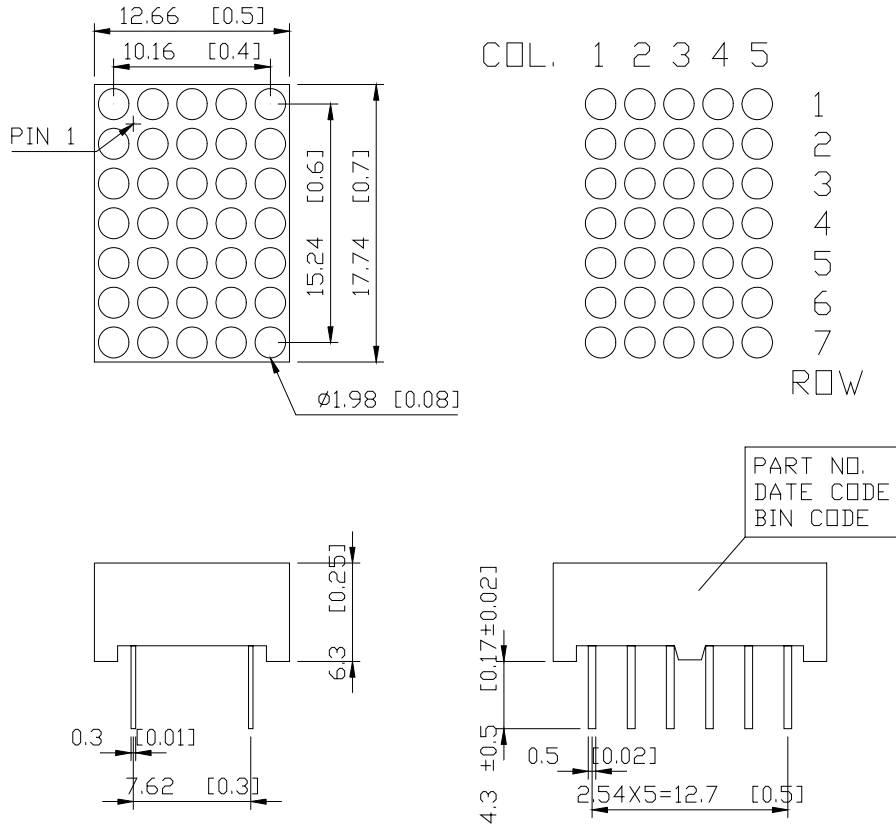 12.66 [0.5]
10.16 [0.4]
PIN 1
15.24 [0.6]
17.74 [0.7]
ø1.98 [0.08]
COL. 1 2 3 4 5
1
2
3
4
5
6
7
ROW
PART NO.
DATE CODE
BIN CODE
6.3 [0.25]
0.3 [0.01]
7.62 [0.3]
4.3 ±0.5 [0.17±0.02]
0.5 [0.02]
2.54X5=12.7 [0.5]